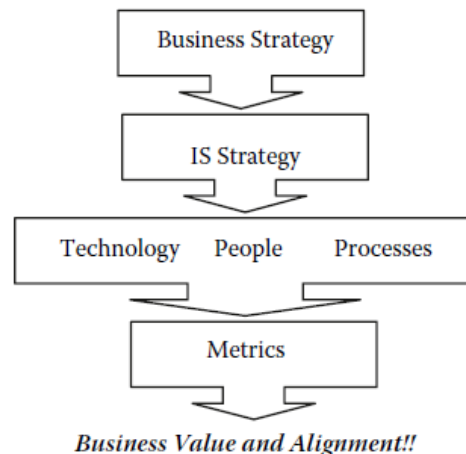 Business Strategy
IS Strategy
Technology People Processes
Metrics
Business Value and Alignment!!